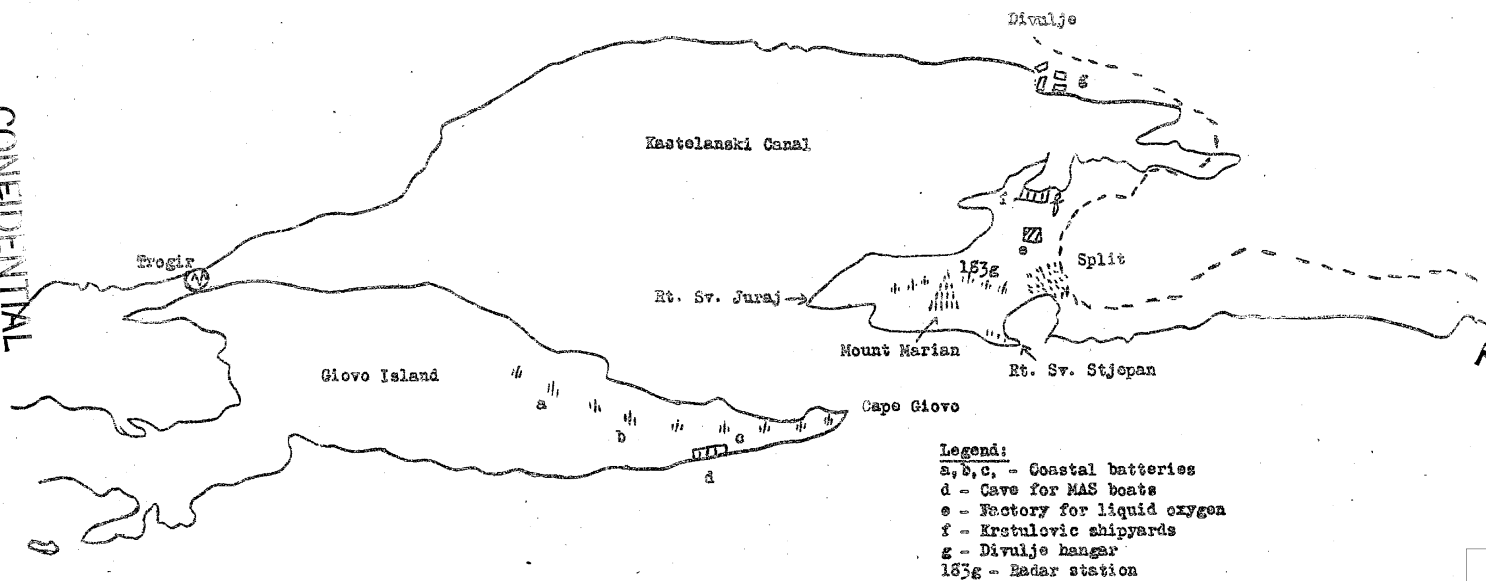 Divulje
g
CONFIDENTIAL
Kastelanski Canal
f
f
e
Trogir
183g
Split
Rt. Sv. Juraj
Mount Marian
Rt. Sv. Stjepan
Giovo Island
a
Cape Giovo
b
c
d
Legend:
a, b, c, - Coastal batteries
d - Cave for MAS boats
e - Factory for liquid oxygen
f - Krstulovic shipyards
g - Divulje hangar
183g - Radar station